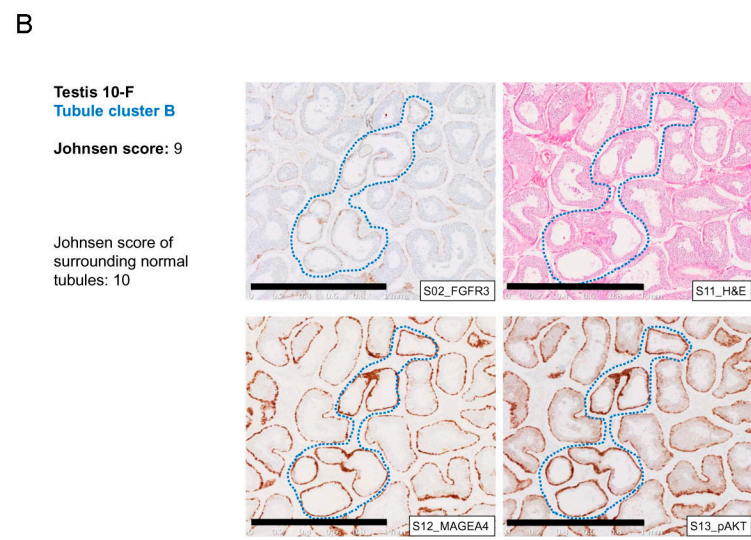 B
Testis 10-F
Tubule cluster B
Johnsen score: 9
Johnsen score of
surrounding normal
tubules: 10
S02_FGFR3
S11_H&E
S12_MAGEA4
S13_pAKT